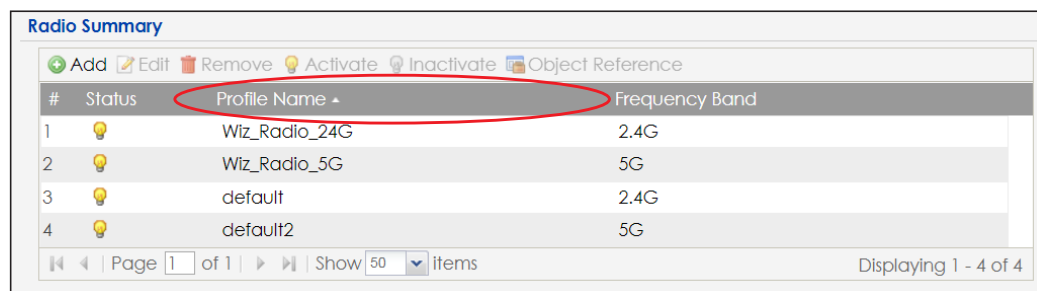 Radio Summary
Add Edit Remove Activate Inactivate Object Reference
# Status Profile Name Frequency Band
1 Wiz_Radio_24G 2.4G
2 Wiz_Radio_5G 5G
3 default 2.4G
4 default2 5G
Page 1 of 1 Show 50 items Displaying 1 - 4 of 4